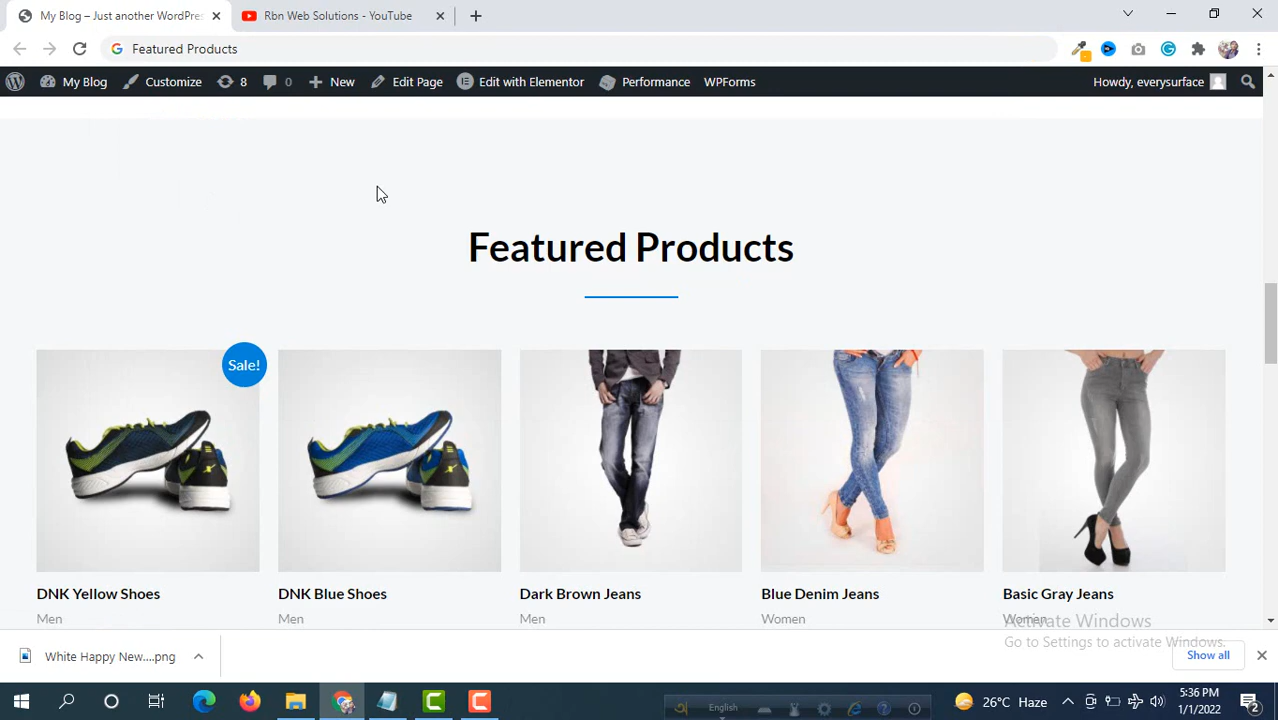 My Blog – Just another WordPre
Rbn Web Solutions - YouTube
Featured Products
My Blog
Customize
8
0
New
Edit Page
Edit with Elementor
Performance
WPForms
Howdy, everysurface
Featured Products
Sale!
DNK Yellow Shoes
DNK Blue Shoes
Dark Brown Jeans
Blue Denim Jeans
Basic Gray Jeans
Men
Men
Men
Women
Women
Activate Windows
Go to Settings to activate Windows.
White Happy New....png
Show all
English
26°C Haze
5:36 PM
1/1/2022
2